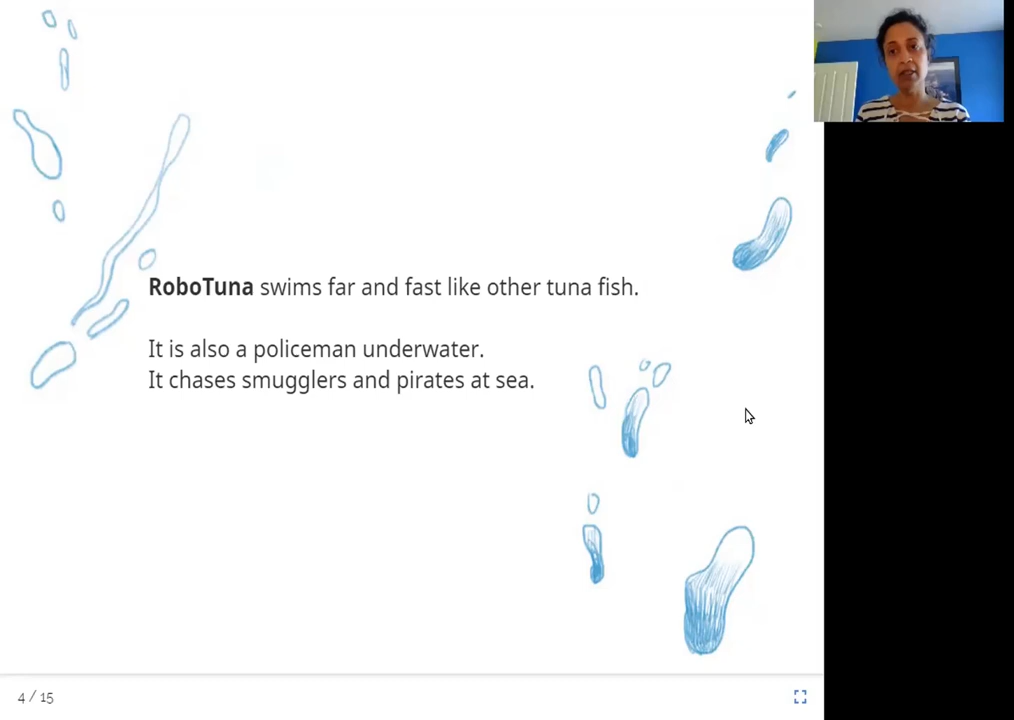 RoboTuna swims far and fast like other tuna fish.
It is also a policeman underwater.
It chases smugglers and pirates at sea.
4 / 15